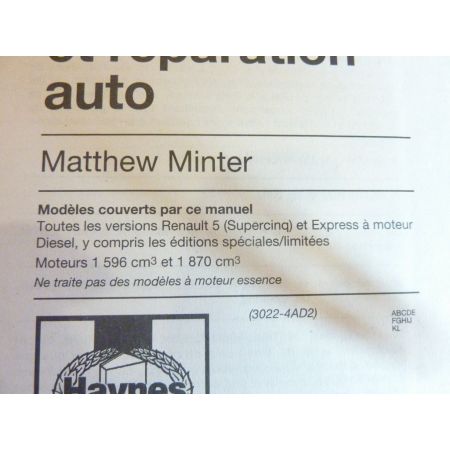 et réparation
auto
Matthew Minter
Modèles couverts par ce manuel
Toutes les versions Renault 5 (Supercinq) et Express à moteur
Diesel, y compris les éditions spéciales/limitées
Moteurs 1 596 cm³ et 1 870 cm³
Ne traite pas des modèles à moteur essence
(3022-4AD2)
ABCDE
FGHIJ
KL
Haynes